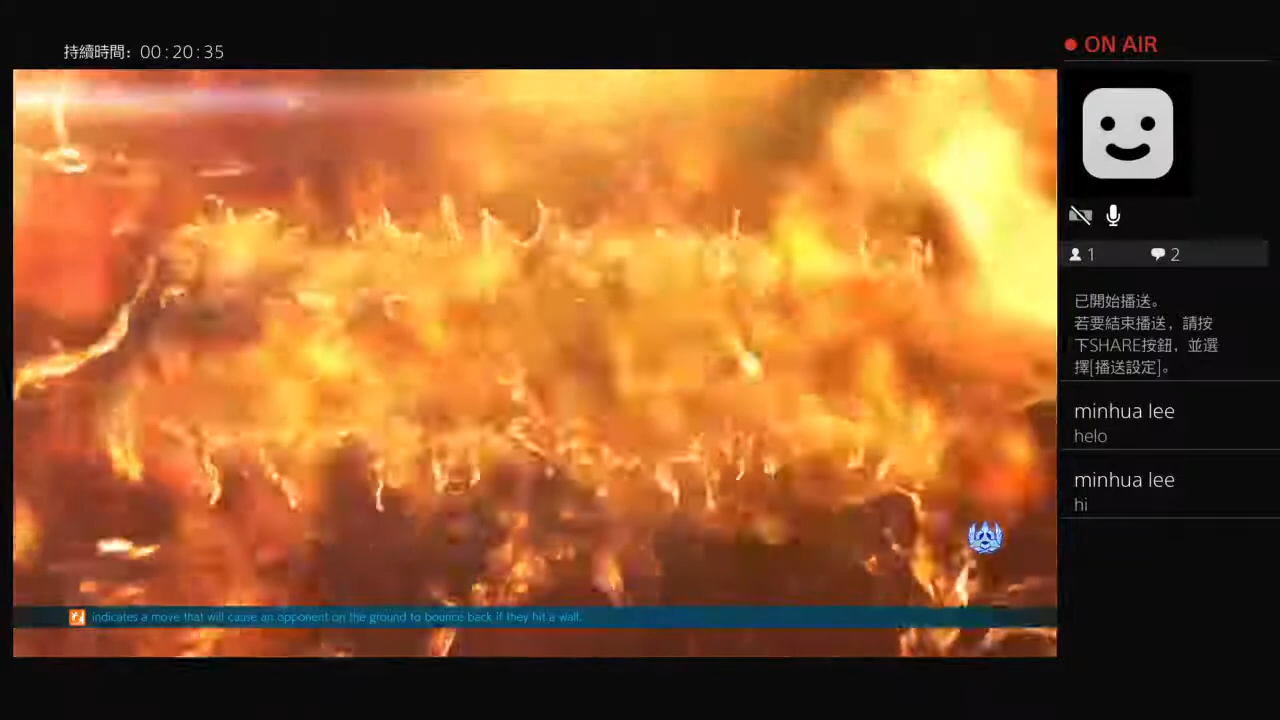 持續時間：00:20:35
ON AIR
1
2
已開始播送。
若要結束播送，請按
下SHARE按鈕，並選
擇[播送設定]。
minhua lee
helo
minhua lee
hi
indicates a move that will cause an opponent on the ground to bounce back if they hit a wall.